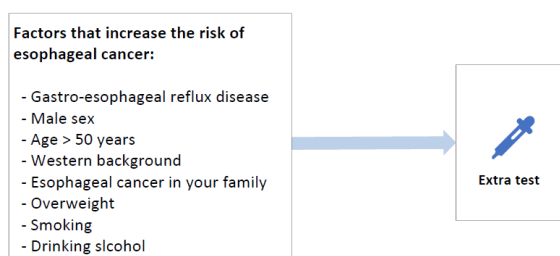 Factors that increase the risk of
esophageal cancer:
- Gastro-esophageal reflux disease
- Male sex
- Age > 50 years
- Western background
- Esophageal cancer in your family
- Overweight
- Smoking
- Drinking slcohol
Extra test